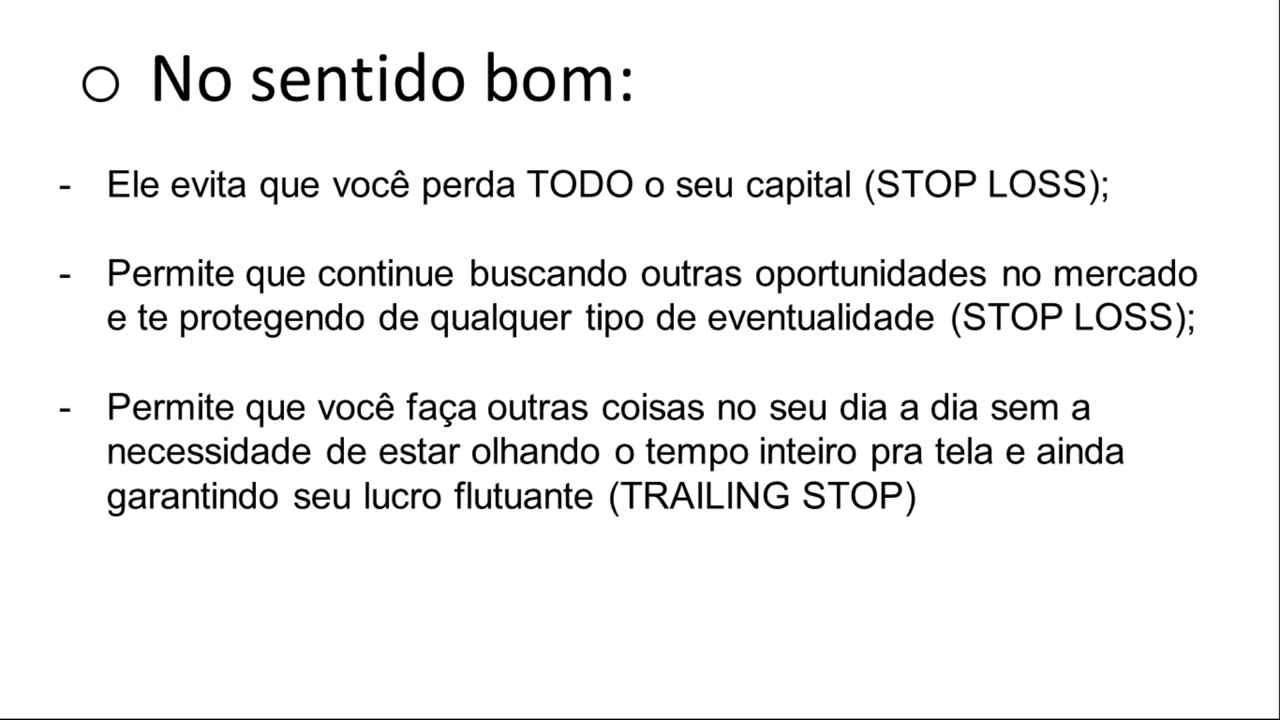 o No sentido bom:
- Ele evita que você perda TODO o seu capital (STOP LOSS);
- Permite que continue buscando outras oportunidades no mercado
e te protegendo de qualquer tipo de eventualidade (STOP LOSS);
- Permite que você faça outras coisas no seu dia a dia sem a
necessidade de estar olhando o tempo inteiro pra tela e ainda
garantindo seu lucro flutuante (TRAILING STOP)